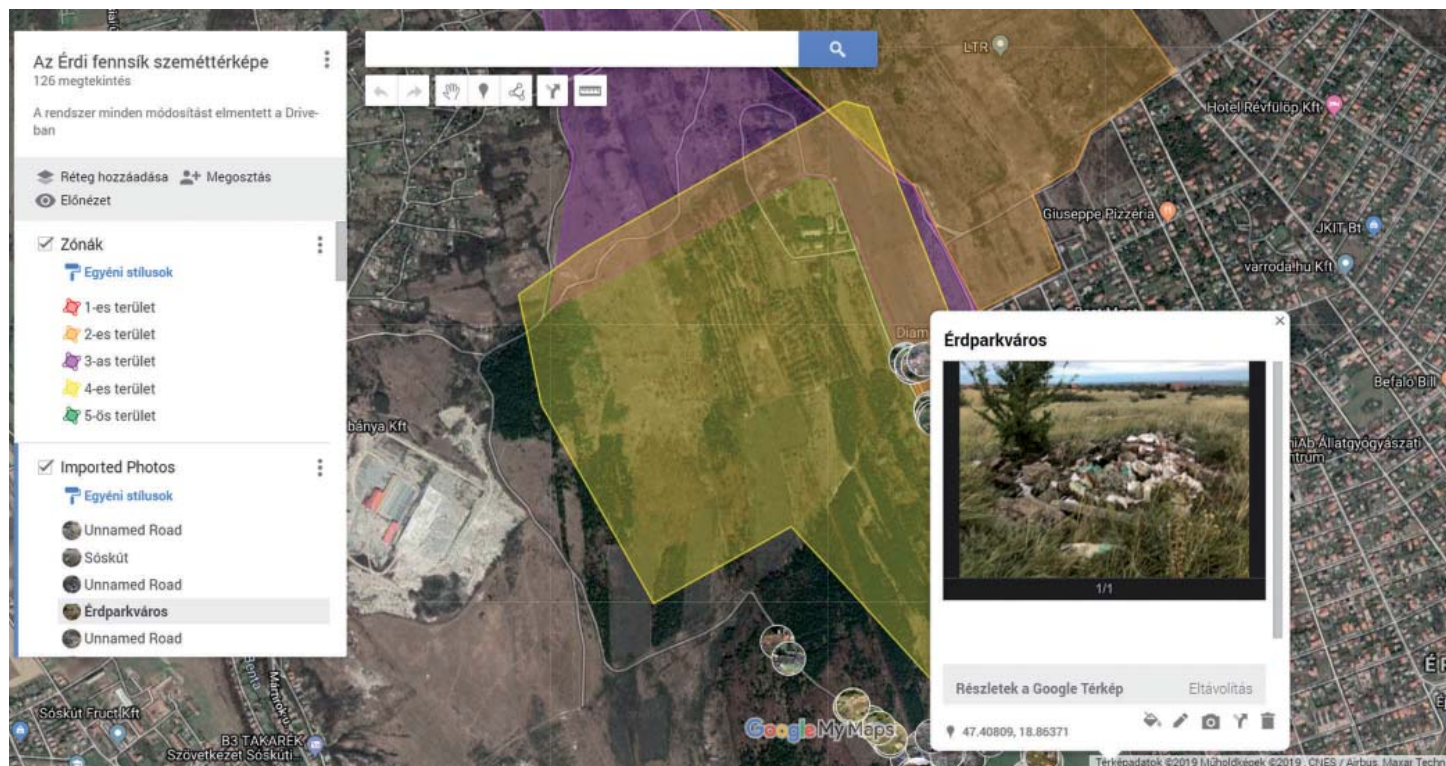 Az Érdi fennsík szeméttérképe
126 megtekintés
A rendszer minden módosítást elmentett a Drive-
ban
Réteg hozzáadása
Megosztás
Előnézet
Zónák
Egyéni stílusok
1-es terület
2-es terület
3-as terület
4-es terület
5-ös terület
Imported Photos
Egyéni stílusok
Unnamed Road
Sóskút
Unnamed Road
Érdparkváros
Unnamed Road
LTR
Hotel Révfülöp Kft
Giuseppe Pizzéria
JKIT Bt
varroda.hu Kft
Diam
Befaló Bill
bánya Kft
Állatgyógyászati
Érdparkváros
1/1
Részletek a Google Térkép
Eltávolítás
47.40809, 18.86371
Benta
Sóskút Fruct Kft
B3 TAKARÉK
Szövetkezet Sóskúti
Google My Maps
Térképadatok ©2019 Műholdképek ©2019 , CNES / Airbus, Maxar Techn